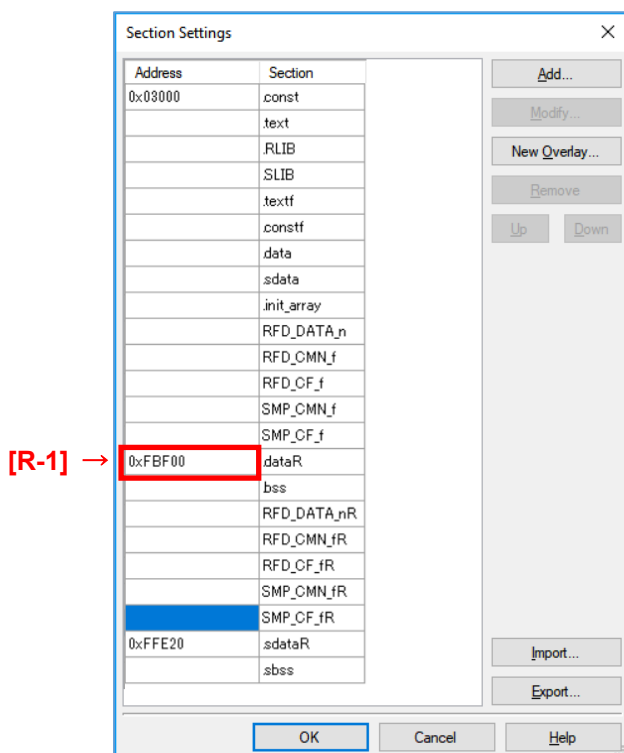 Section Settings
Address Section
0x03000 .const
.text
.RLIB
.SLIB
.textf
.constf
.data
.sdata
.init_array
RFD_DATA_n
RFD_CMN_f
RFD_CF_f
SMP_CMN_f
SMP_CF_f
[R-1] → 0xFBF00 .dataR
.bss
RFD_DATA_nR
RFD_CMN_fR
RFD_CF_fR
SMP_CMN_fR
SMP_CF_fR
0xFFE20 .sdataR
.sbss
Add...
Modify...
New Overlay...
Remove
Up Down
Import...
Export...
OK Cancel Help